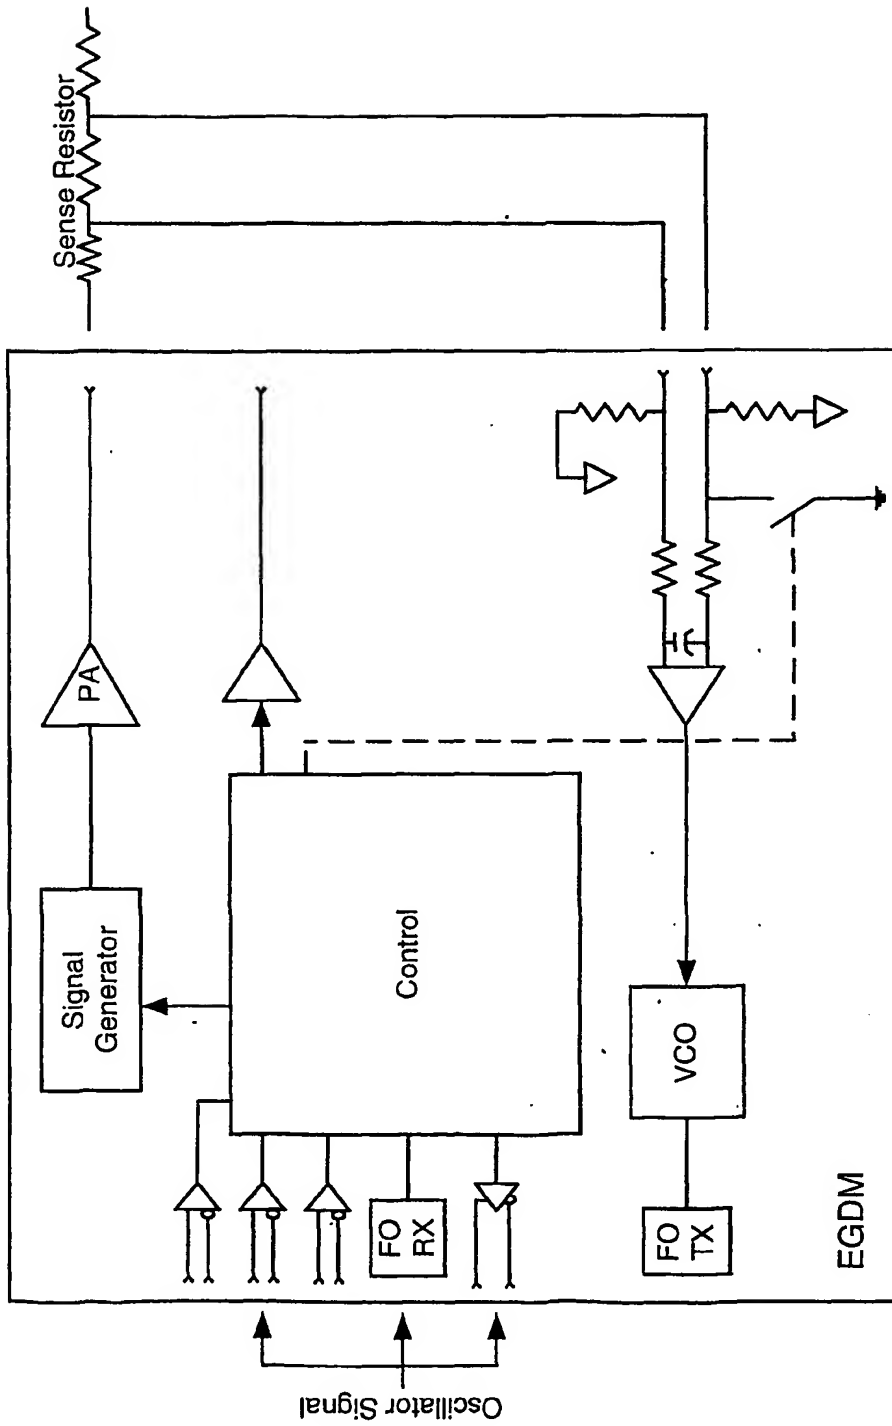 Sense Resistor
PA
Signal
Generator
Control
FO
RX
VCO
FO
TX
EGDM
Oscillator Signal